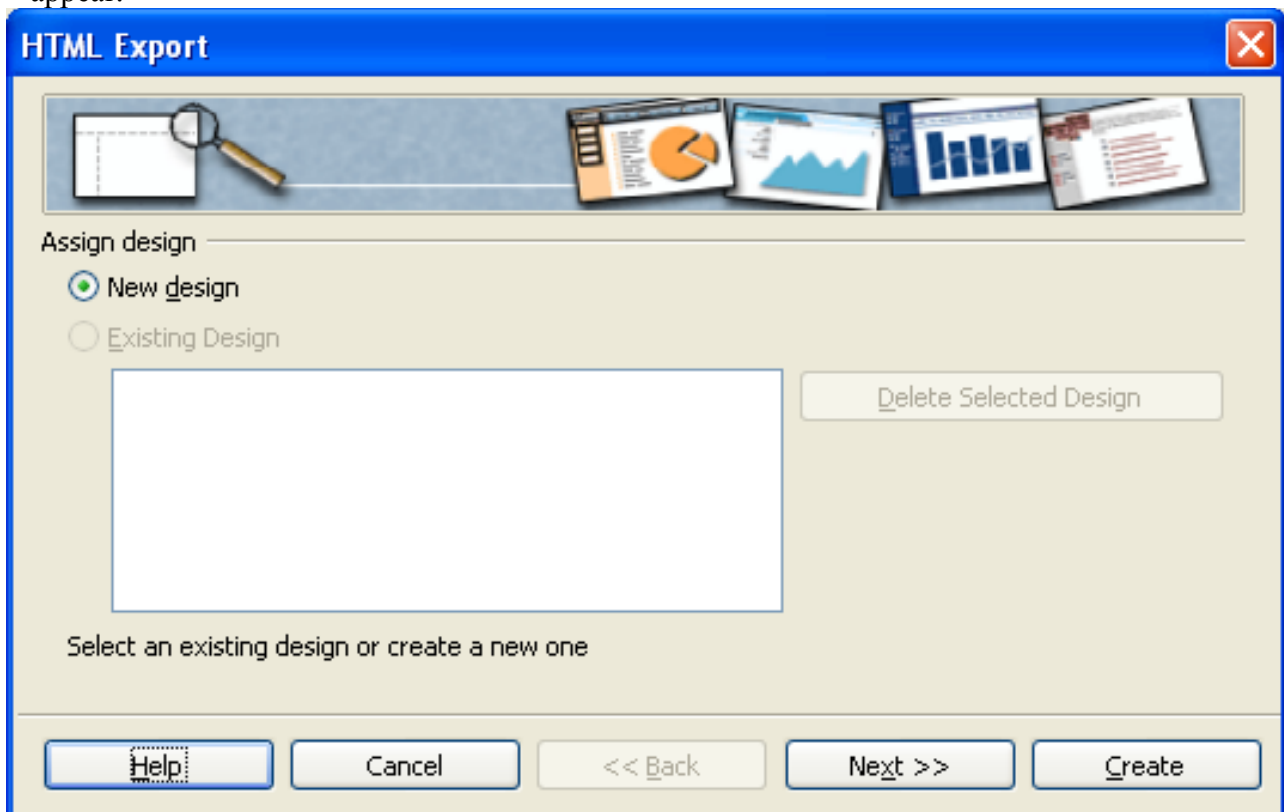 appear.
HTML Export
Assign design
New design
Existing Design
Delete Selected Design
Select an existing design or create a new one
Help Cancel << Back Next >> Create